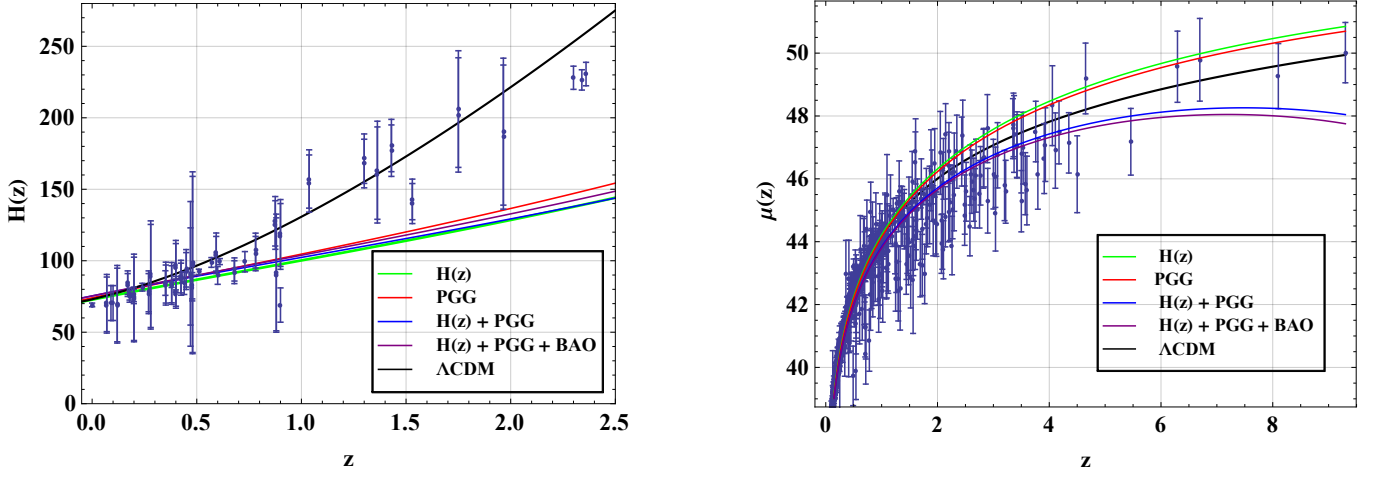 250
200
150
100
50
0
H(z)
0.0 0.5 1.0 1.5 2.0 2.5
z
H(z)
PGG
H(z) + PGG
H(z) + PGG + BAO
ΛCDM
50
48
46
44
42
40
μ(z)
0 2 4 6 8
z
H(z)
PGG
H(z) + PGG
H(z) + PGG + BAO
ΛCDM